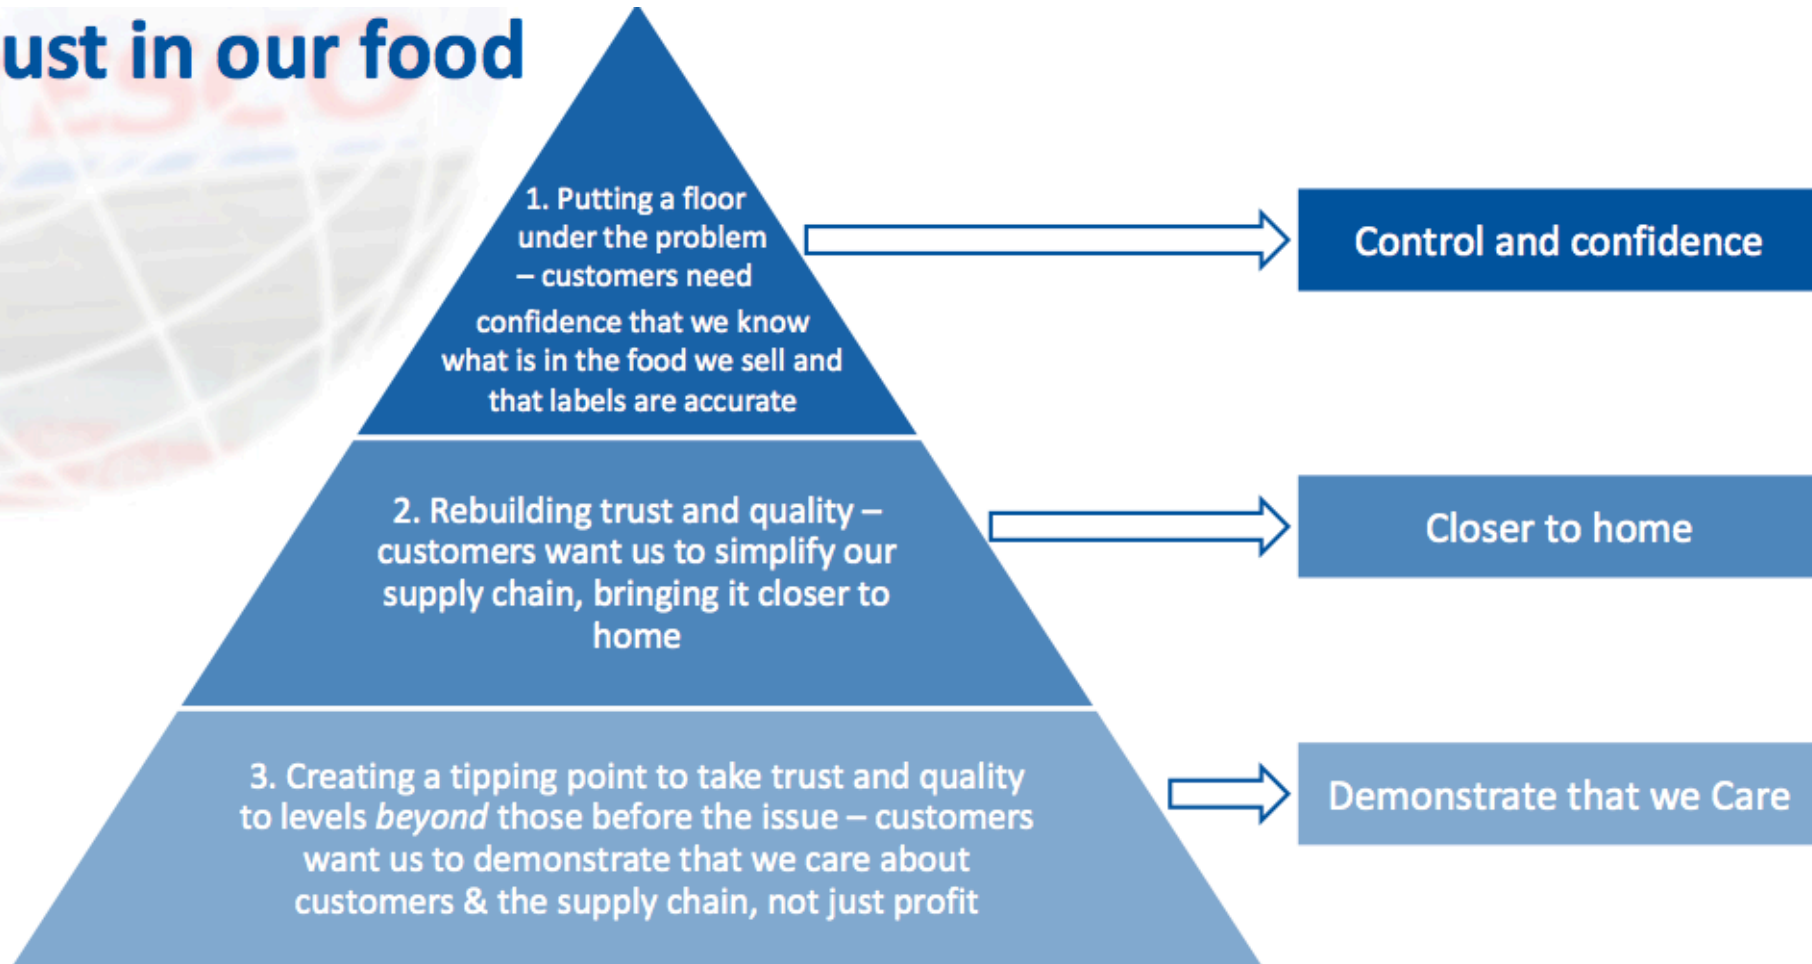 ust in our food
ESCO
1. Putting a floor
under the problem
– customers need
confidence that we know
what is in the food we sell and
that labels are accurate
Control and confidence
2. Rebuilding trust and quality –
customers want us to simplify our
supply chain, bringing it closer to
home
Closer to home
3. Creating a tipping point to take trust and quality
to levels beyond those before the issue – customers
want us to demonstrate that we care about
customers & the supply chain, not just profit
Demonstrate that we Care